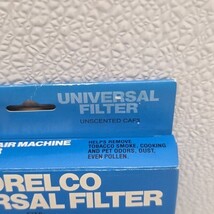 UNIVERSAL
FILTER
UNSCENTED CAKE
AIR MACHINE
HELPS REMOVE
TOBACCO SMOKE, COOKING
AND PET ODORS, DUST,
EVEN POLLEN.
ORELCO
RSAL FILTER